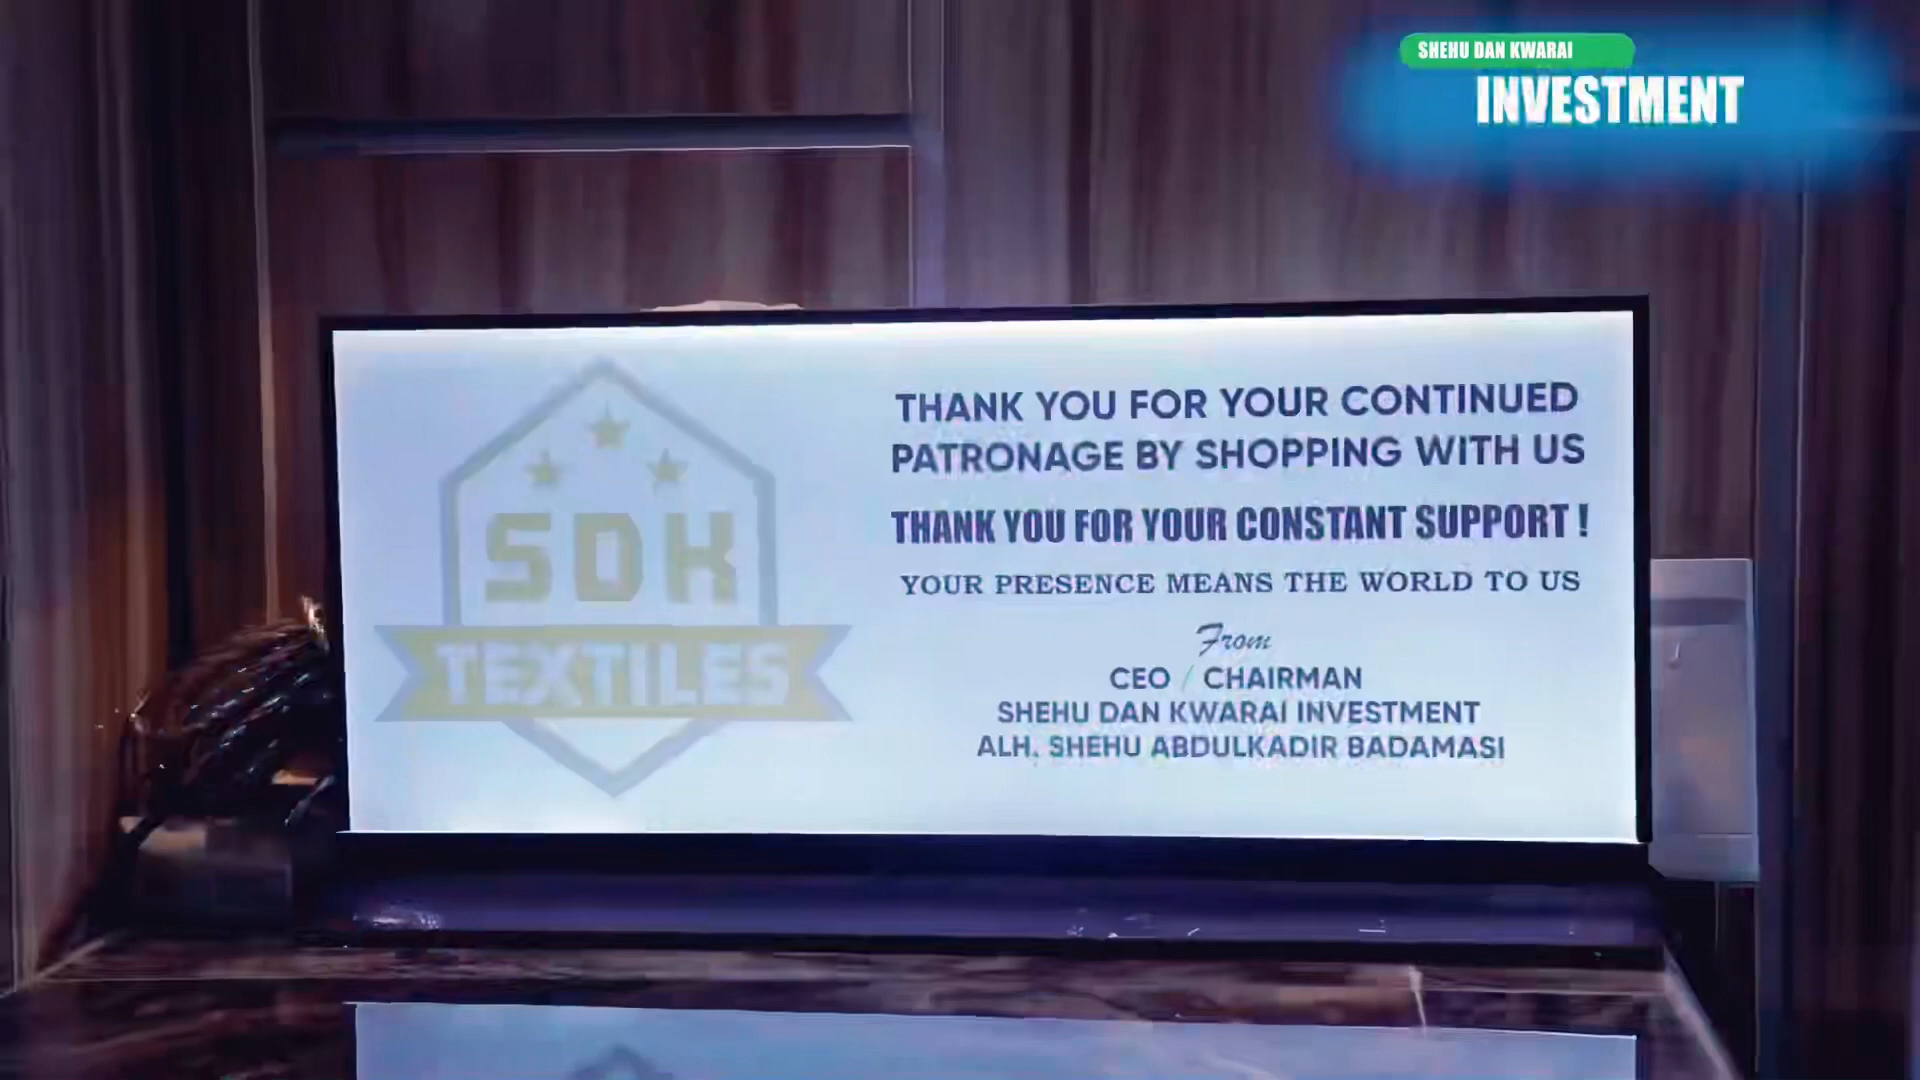 SHEHU DAN KWARAI
INVESTMENT
SDK
TEXTILES
THANK YOU FOR YOUR CONTINUED
PATRONAGE BY SHOPPING WITH US
THANK YOU FOR YOUR CONSTANT SUPPORT !
YOUR PRESENCE MEANS THE WORLD TO US
From
CEO / CHAIRMAN
SHEHU DAN KWARAI INVESTMENT
ALH. SHEHU ABDULKADIR BADAMASI